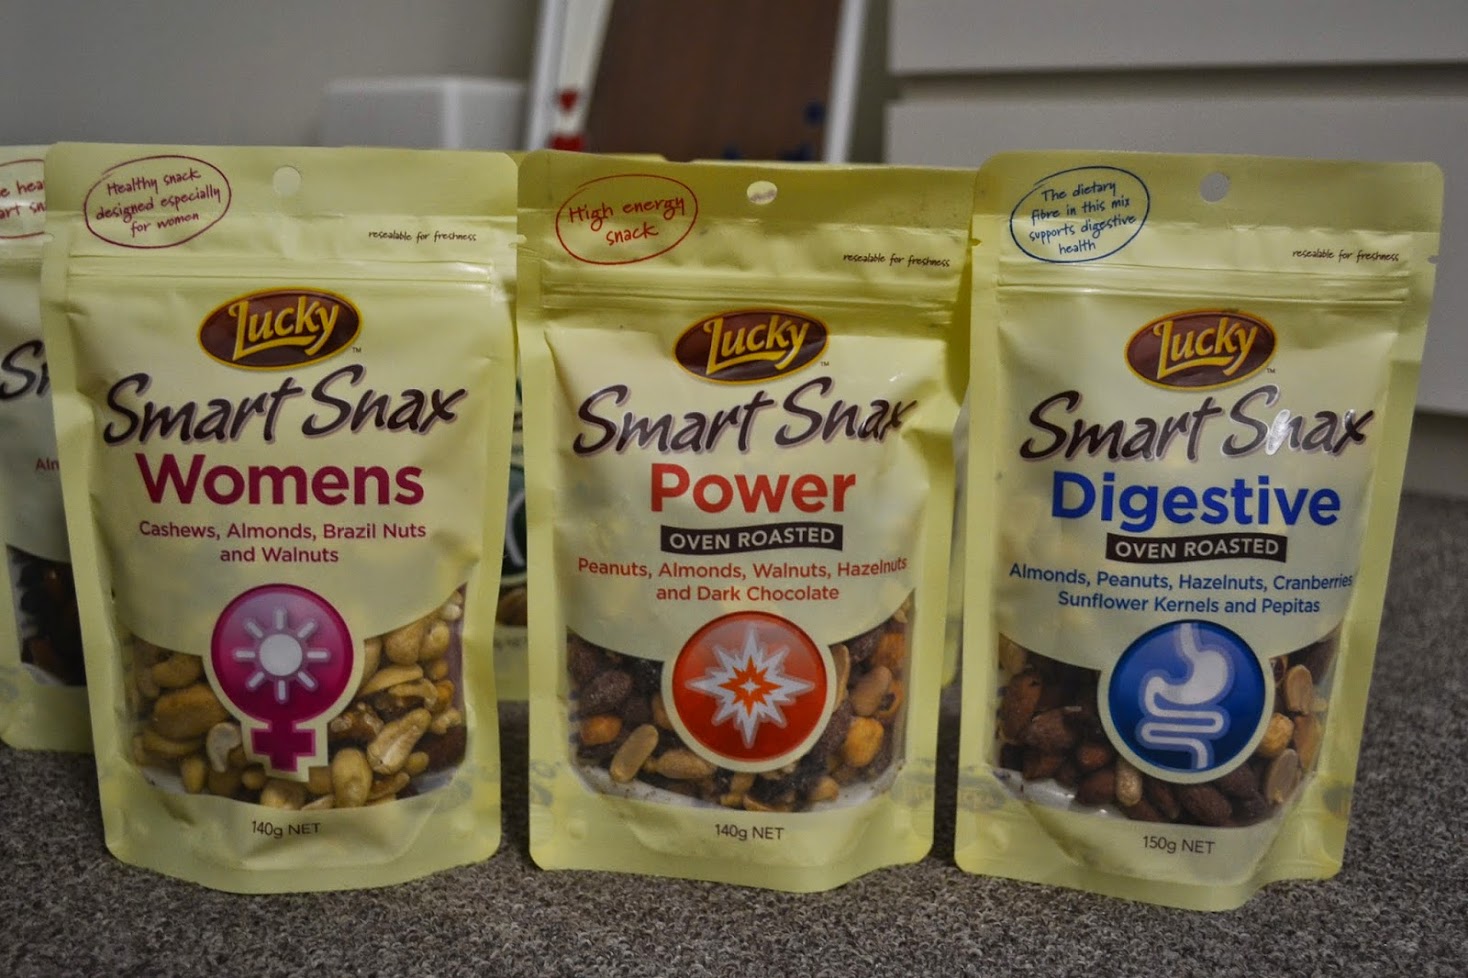 Healthy snack
designed especially
for women
resealable for freshness
Lucky
TM
Smart Snax
Womens
Cashews, Almonds, Brazil Nuts
and Walnuts
140g NET
High energy
snack
resealable for freshness
Lucky
TM
Smart Snax
Power
OVEN ROASTED
Peanuts, Almonds, Walnuts, Hazelnuts
and Dark Chocolate
140g NET
The dietary
fibre in this mix
supports digestive
health
resealable for freshness
Lucky
TM
Smart Snax
Digestive
OVEN ROASTED
Almonds, Peanuts, Hazelnuts, Cranberries
Sunflower Kernels and Pepitas
150g NET